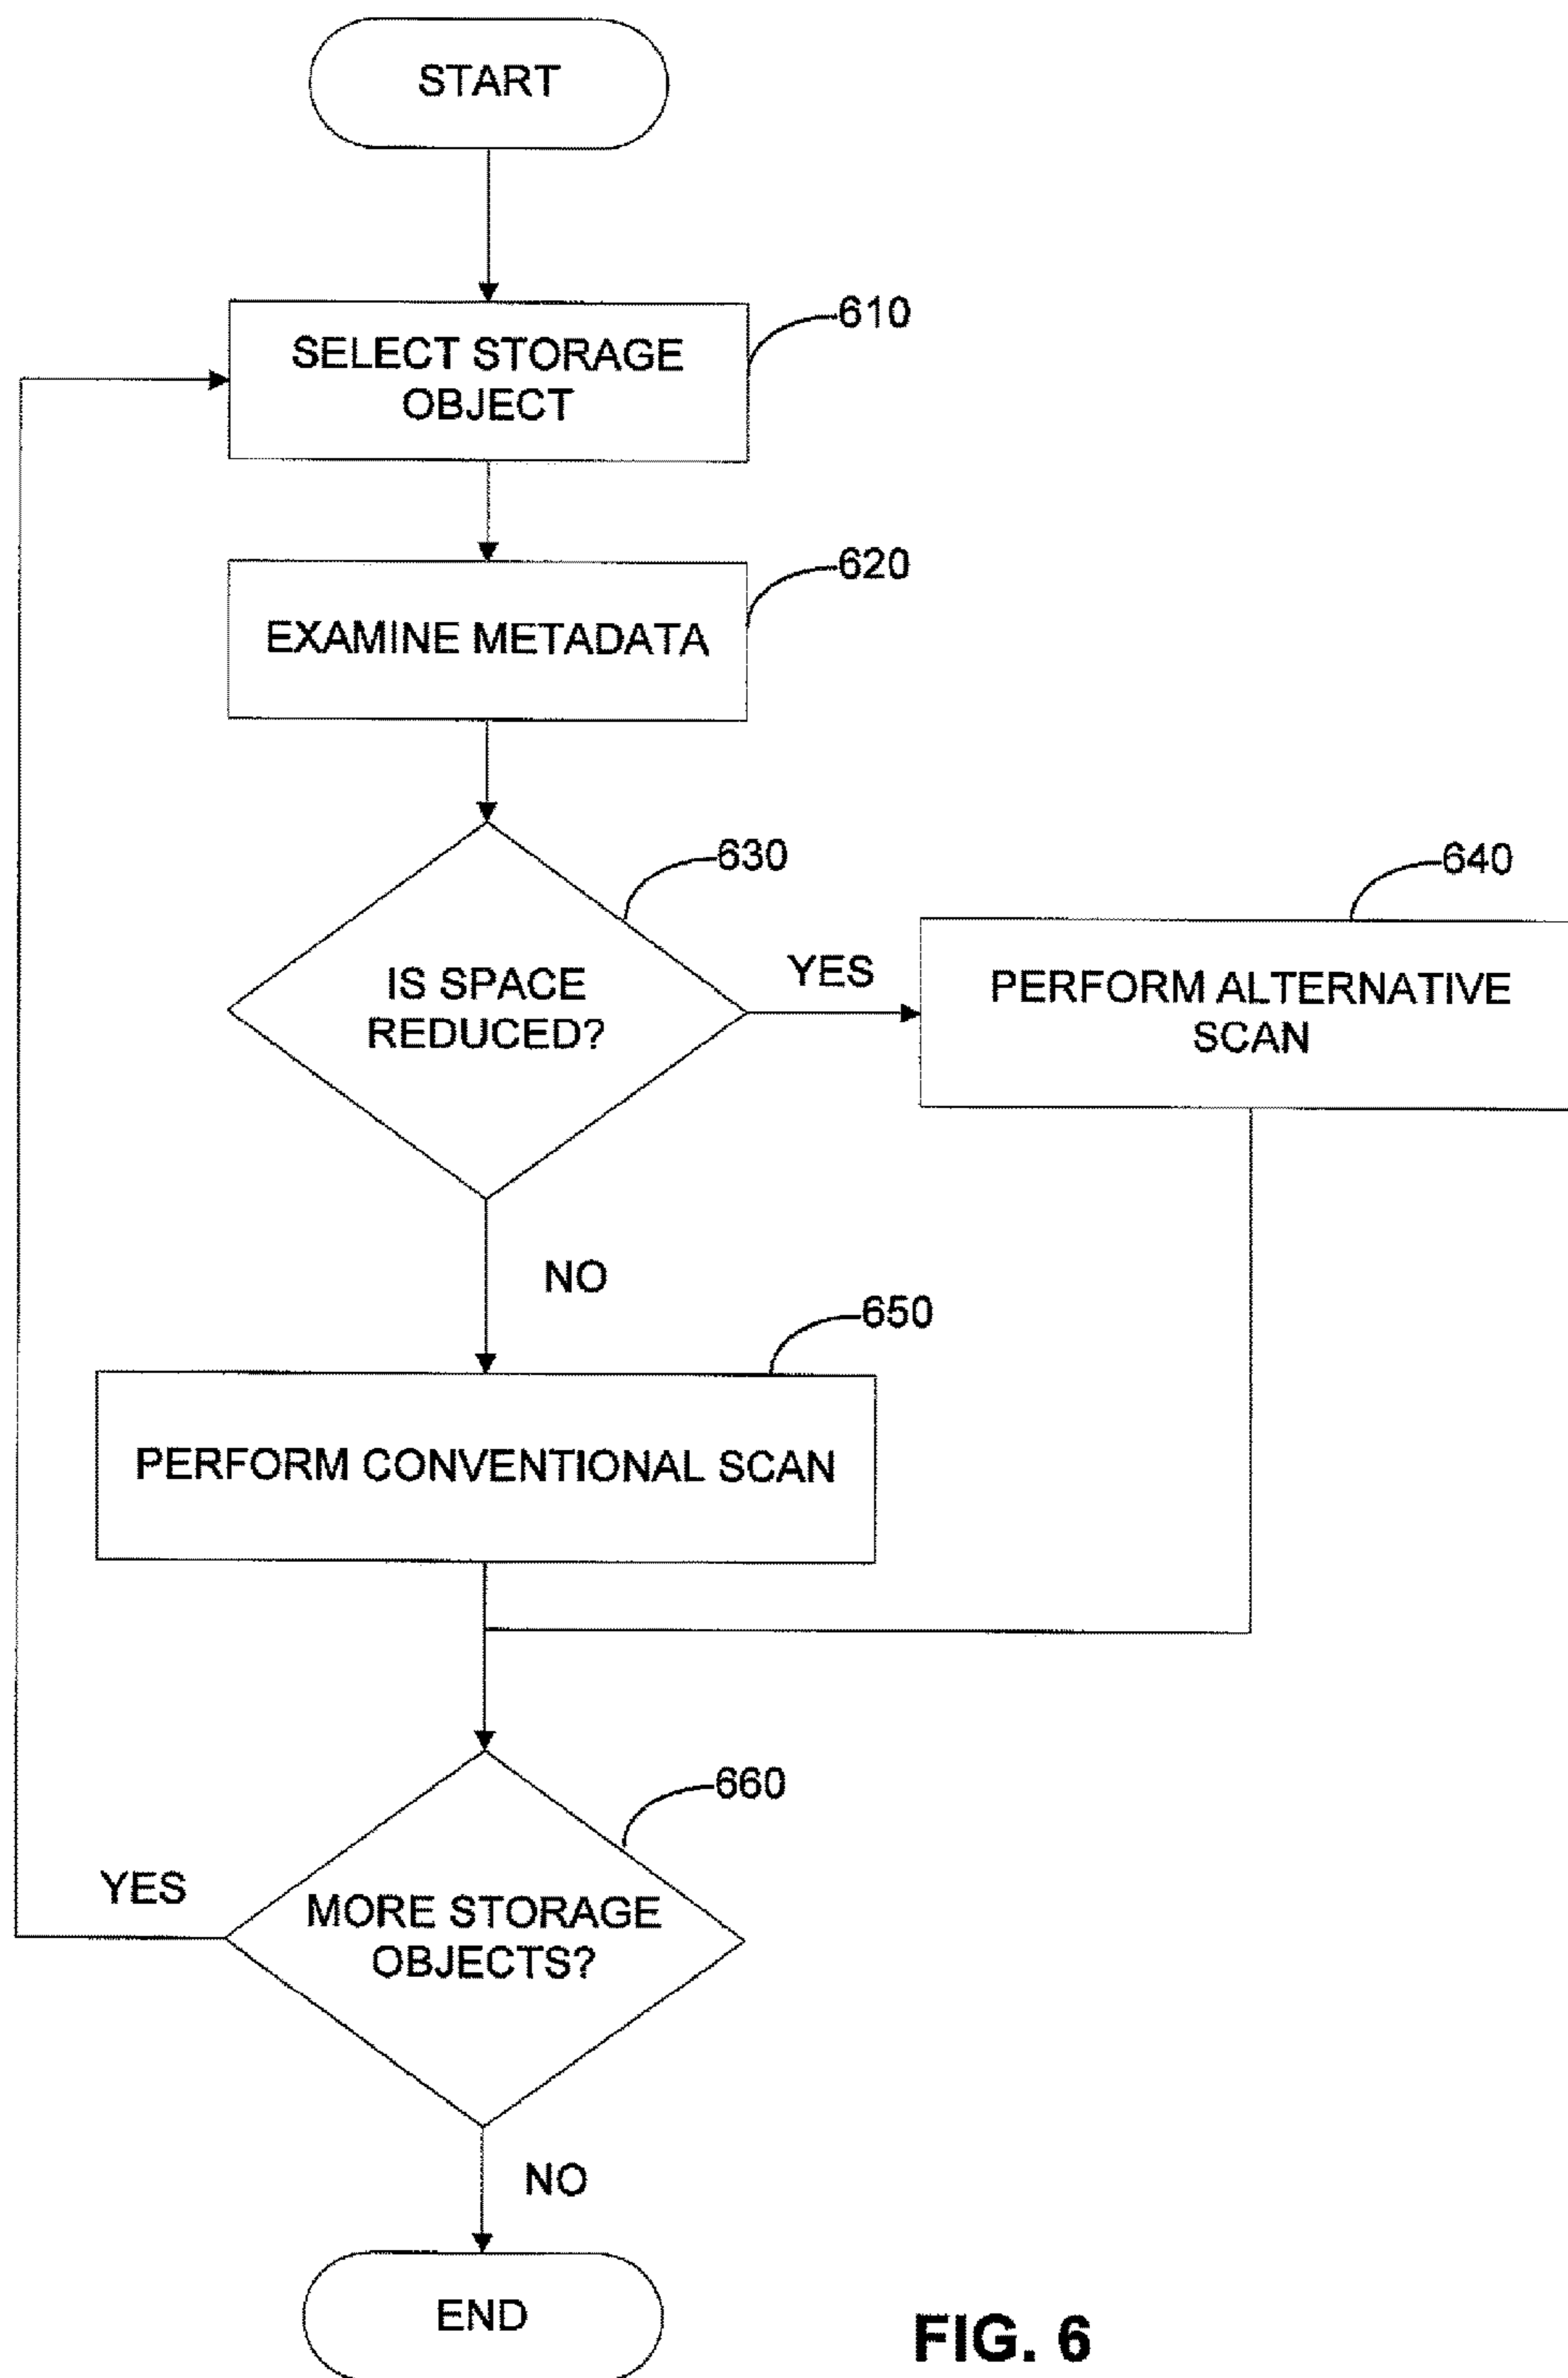 START
610
SELECT STORAGE
OBJECT
620
EXAMINE METADATA
630
IS SPACE
REDUCED?
YES
640
PERFORM ALTERNATIVE
SCAN
NO
650
PERFORM CONVENTIONAL SCAN
660
MORE STORAGE
OBJECTS?
YES
NO
END
FIG. 6